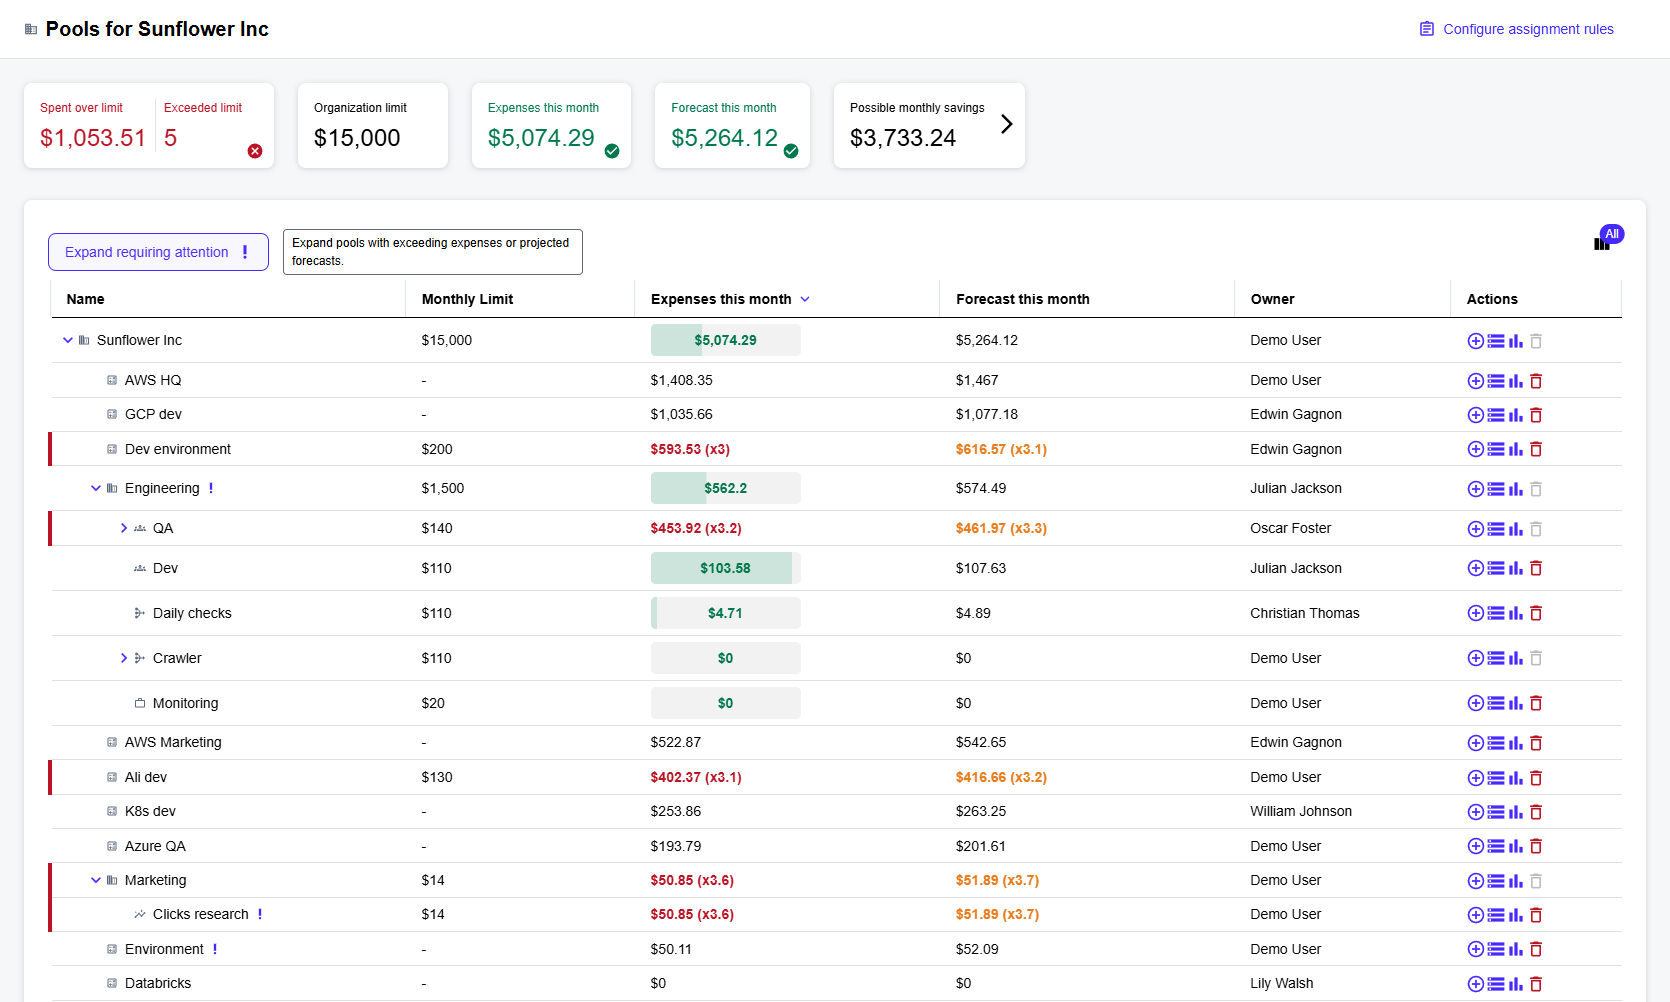 Pools for Sunflower Inc
Configure assignment rules
Spent over limit
$1,053.51
Exceeded limit
5
Organization limit
$15,000
Expenses this month
$5,074.29
Forecast this month
$5,264.12
Possible monthly savings
$3,733.24
Expand requiring attention !
Expand pools with exceeding expenses or projected
forecasts.
All
Name Monthly Limit Expenses this month Forecast this month Owner Actions
Sunflower Inc $15,000 $5,074.29 $5,264.12 Demo User
AWS HQ - $1,408.35 $1,467 Demo User
GCP dev - $1,035.66 $1,077.18 Edwin Gagnon
Dev environment $200 $593.53 (x3) $616.57 (x3.1) Edwin Gagnon
Engineering ! $1,500 $562.2 $574.49 Julian Jackson
QA $140 $453.92 (x3.2) $461.97 (x3.3) Oscar Foster
Dev $110 $103.58 $107.63 Julian Jackson
Daily checks $110 $4.71 $4.89 Christian Thomas
Crawler $110 $0 $0 Demo User
Monitoring $20 $0 $0 Demo User
AWS Marketing - $522.87 $542.65 Edwin Gagnon
Ali dev $130 $402.37 (x3.1) $416.66 (x3.2) Demo User
K8s dev - $253.86 $263.25 William Johnson
Azure QA - $193.79 $201.61 Demo User
Marketing $14 $50.85 (x3.6) $51.89 (x3.7) Demo User
Clicks research ! $14 $50.85 (x3.6) $51.89 (x3.7) Demo User
Environment ! - $50.11 $52.09 Demo User
Databricks - $0 $0 Lily Walsh